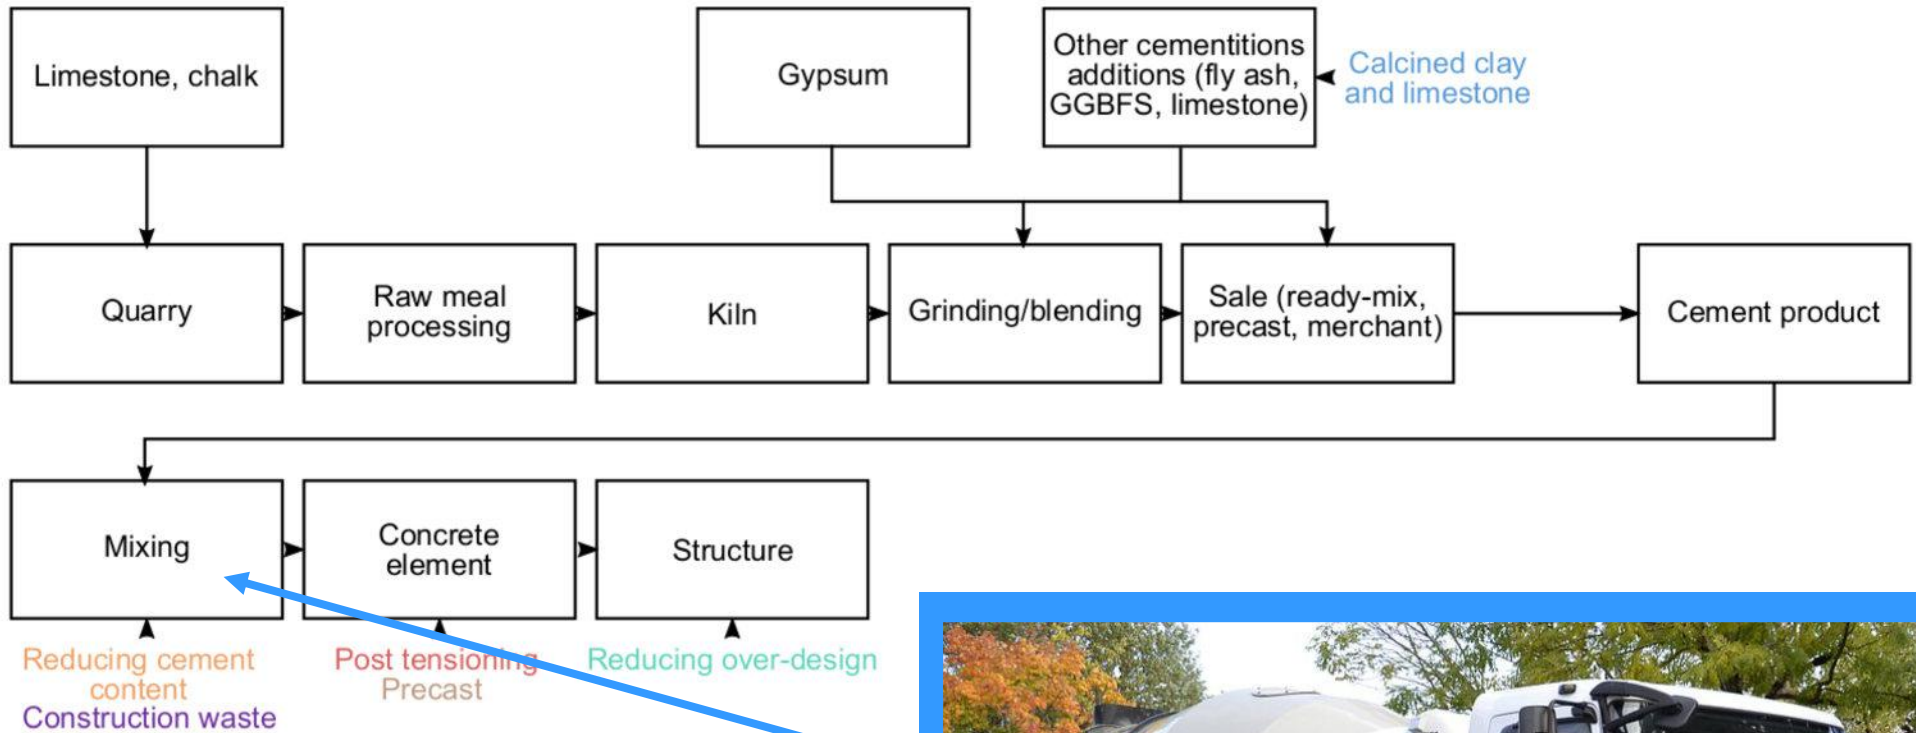 Limestone, chalk
Gypsum
Other cementitions
additions (fly ash,
GGBFS, limestone)
Calcined clay
and limestone
Quarry
Raw meal
processing
Kiln
Grinding/blending
Sale (ready-mix,
precast, merchant)
Cement product
Mixing
Concrete
element
Structure
Reducing cement
content
Construction waste
Post tensioning
Precast
Reducing over-design